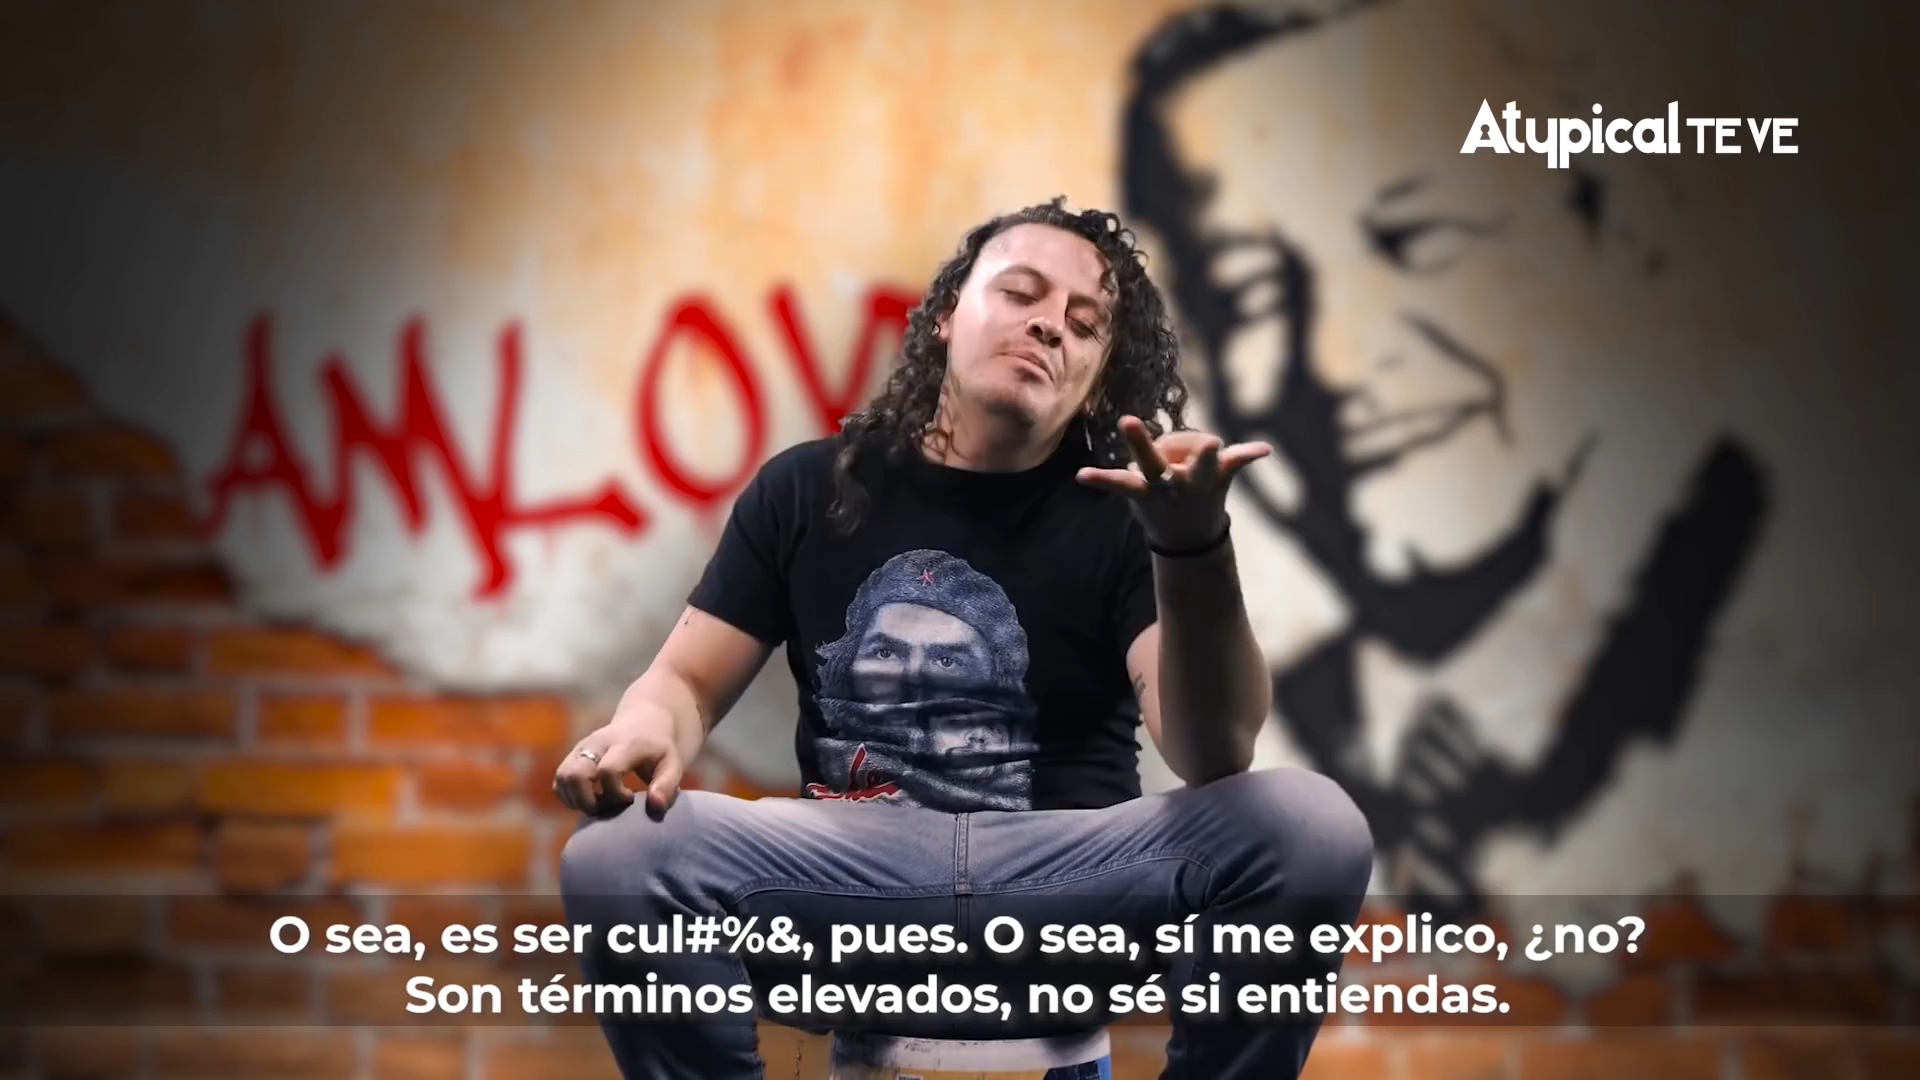 Atypical TE VE
AMLOV
O sea, es ser cul#%&, pues. O sea, sí me explico, ¿no?
Son términos elevados, no sé si entiendas.